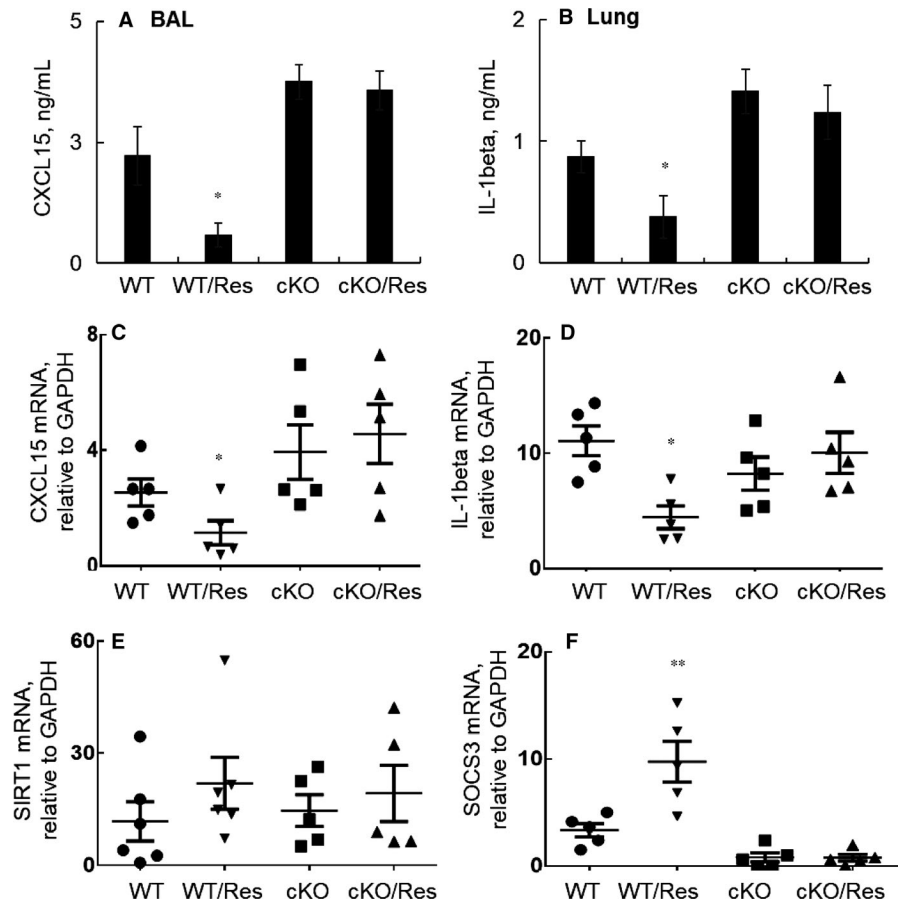 A BAL
5
3
0
CXCL15, ng/mL
*
WT WT/Res cKO cKO/Res
B Lung
2
1
0
IL-1beta, ng/mL
*
WT WT/Res cKO cKO/Res
C
8
4
0
CXCL15 mRNA,
relative to GAPDH
*
WT WT/Res cKO cKO/Res
D
20
10
0
IL-1beta mRNA,
relative to GAPDH
*
WT WT/Res cKO cKO/Res
E
60
30
0
SIRT1 mRNA,
relative to GAPDH
WT WT/Res cKO cKO/Res
F
20
10
0
SOCS3 mRNA,
relative to GAPDH
**
WT WT/Res cKO cKO/Res